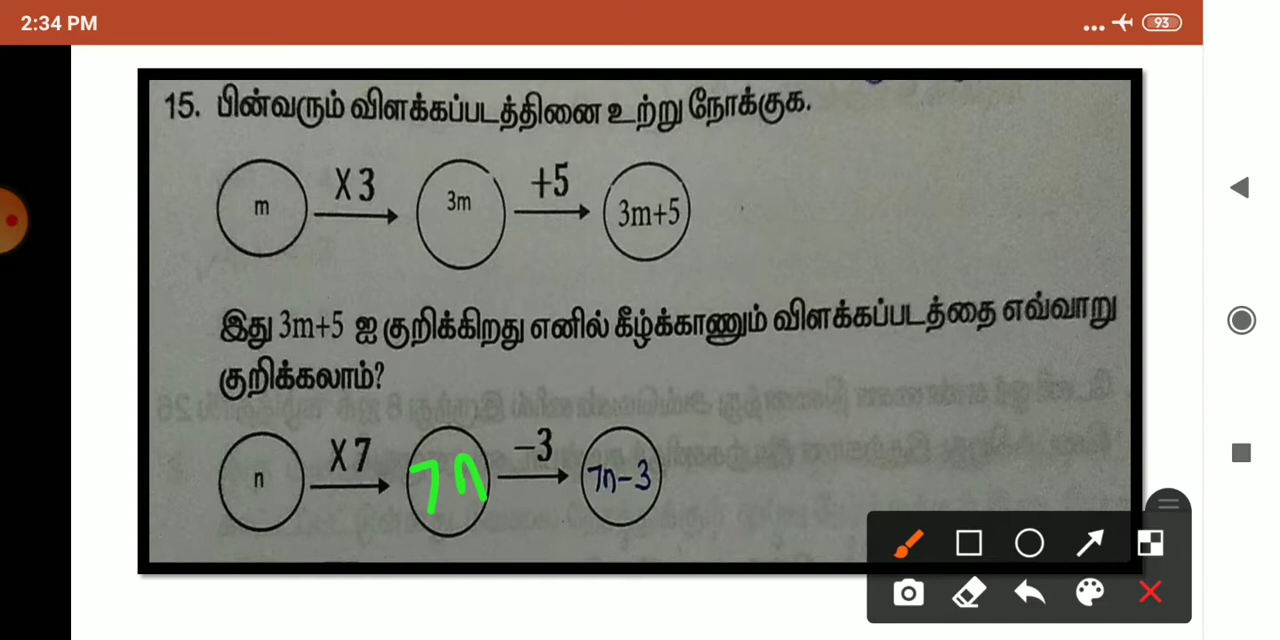 2:34 PM
93
15. பின்வரும் விளக்கப்படத்தினை உற்று நோக்குக.
X3
+5
m
3m
3m+5
இது 3m+5 ஐ குறிக்கிறது எனில் கீழ்க்காணும் விளக்கப்படத்தை எவ்வாறு
குறிக்கலாம்?
X7
−3
n
7n
7n−3